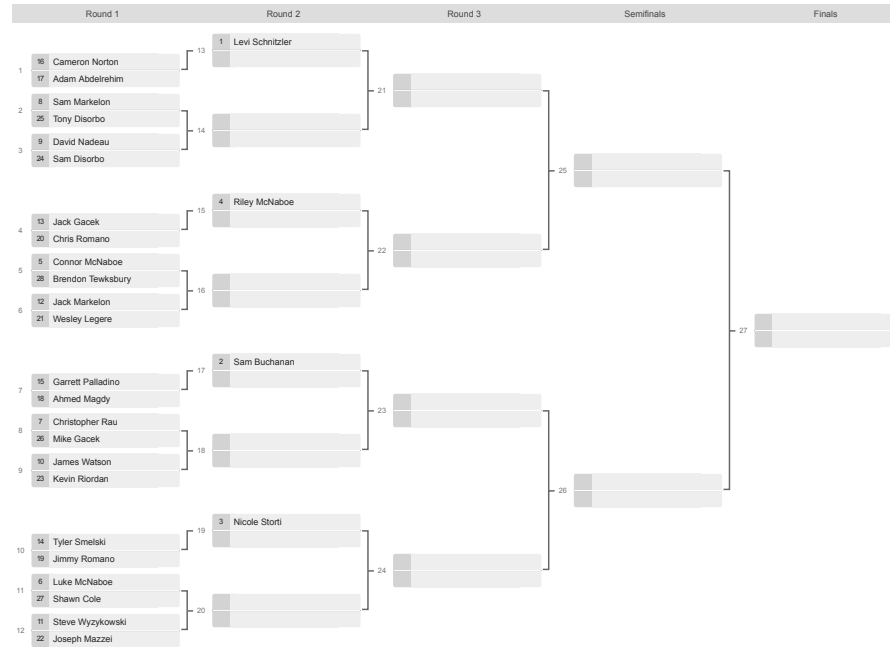 Round 1
Round 2
Round 3
Semifinals
Finals
1
16 Cameron Norton
17 Adam Abdelrehim
2
8 Sam Markelon
25 Tony Disorbo
3
9 David Nadeau
24 Sam Disorbo
4
13 Jack Gacek
20 Chris Romano
5
5 Connor McNaboe
28 Brendon Tewksbury
6
12 Jack Markelon
21 Wesley Legere
7
15 Garrett Palladino
18 Ahmed Magdy
8
7 Christopher Rau
26 Mike Gacek
9
10 James Watson
23 Kevin Riordan
10
14 Tyler Smelski
19 Jimmy Romano
11
6 Luke McNaboe
27 Shawn Cole
12
11 Steve Wyzykowski
22 Joseph Mazzei
13
1 Levi Schnitzler
14
15
4 Riley McNaboe
16
17
2 Sam Buchanan
18
19
3 Nicole Storti
20
21
22
23
24
25
26
27